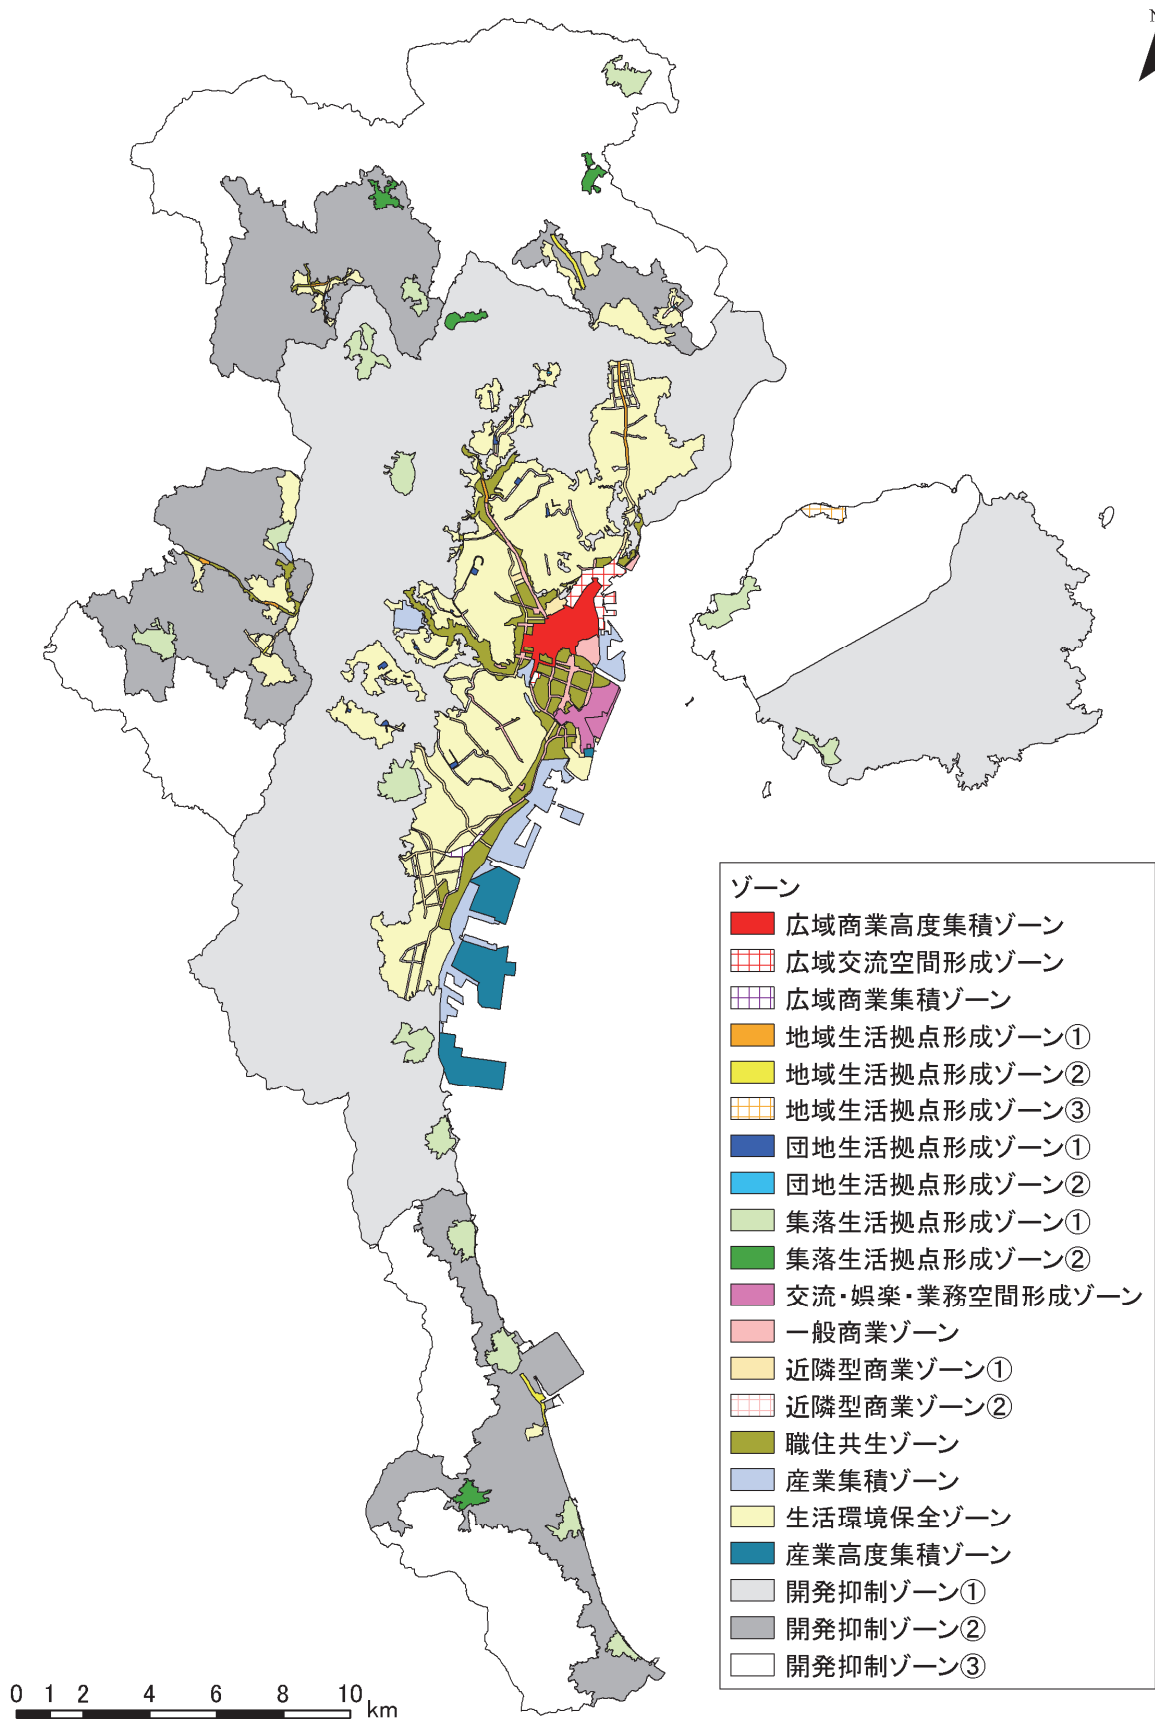 N
ゾーン
広域商業高度集積ゾーン
広域交流空間形成ゾーン
広域商業集積ゾーン
地域生活拠点形成ゾーン①
地域生活拠点形成ゾーン②
地域生活拠点形成ゾーン③
団地生活拠点形成ゾーン①
団地生活拠点形成ゾーン②
集落生活拠点形成ゾーン①
集落生活拠点形成ゾーン②
交流・娯楽・業務空間形成ゾーン
一般商業ゾーン
近隣型商業ゾーン①
近隣型商業ゾーン②
職住共生ゾーン
産業集積ゾーン
生活環境保全ゾーン
産業高度集積ゾーン
開発抑制ゾーン①
開発抑制ゾーン②
開発抑制ゾーン③
0 1 2 4 6 8 10 km